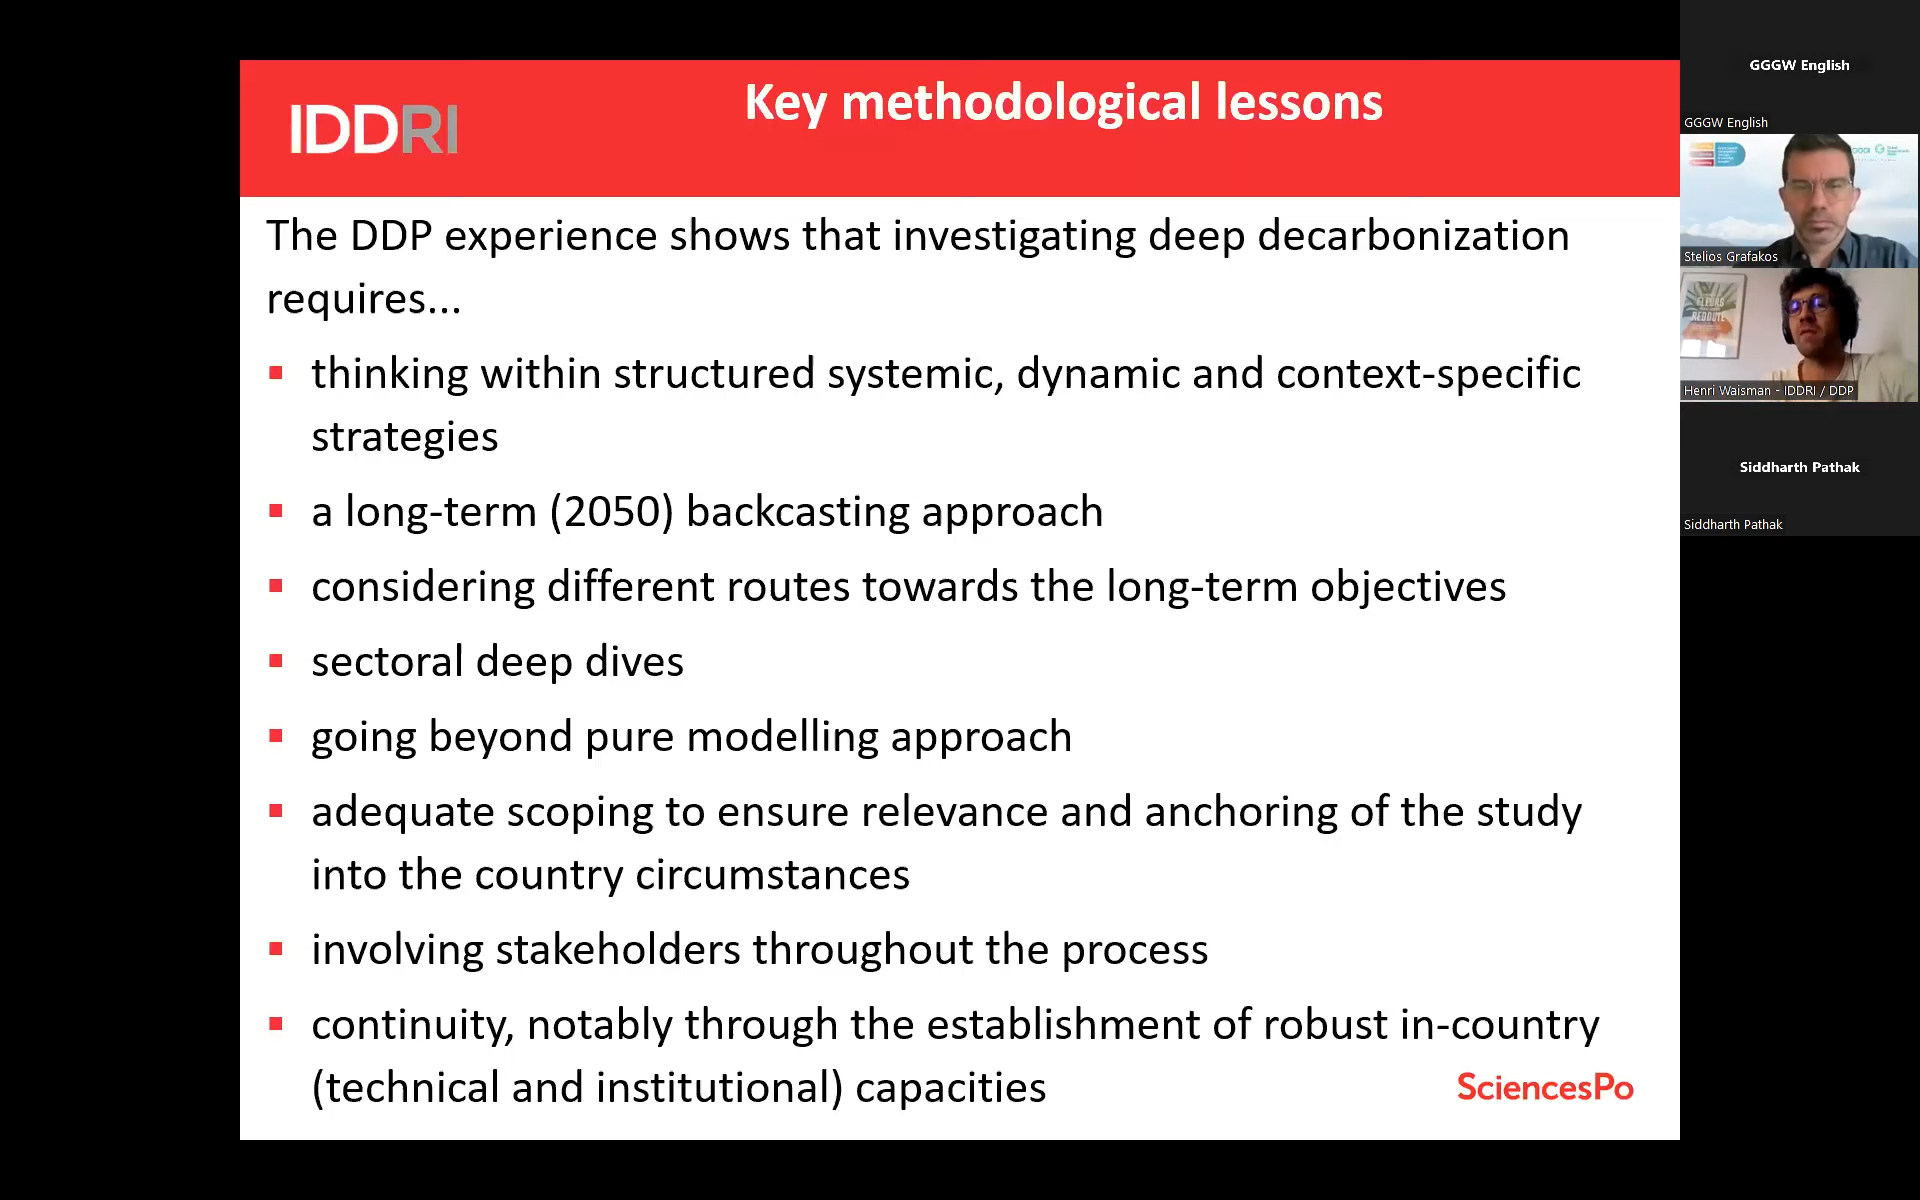 IDDRI
Key methodological lessons
The DDP experience shows that investigating deep decarbonization
requires...
▪ thinking within structured systemic, dynamic and context-specific
strategies
▪ a long-term (2050) backcasting approach
▪ considering different routes towards the long-term objectives
▪ sectoral deep dives
▪ going beyond pure modelling approach
▪ adequate scoping to ensure relevance and anchoring of the study
into the country circumstances
▪ involving stakeholders throughout the process
▪ continuity, notably through the establishment of robust in-country
(technical and institutional) capacities
SciencesPo
GGGW English
GGGW English
Stelios Grafakos
FLEURS
REDOUTÉ
Henri Waisman - IDDRI / DDP
Siddharth Pathak
Siddharth Pathak